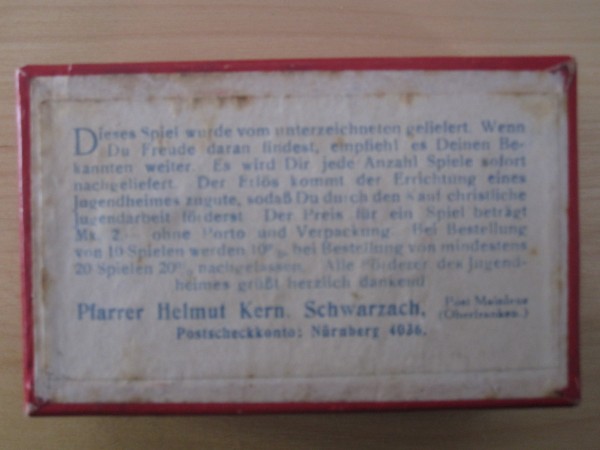 Dieses Spiel wurde vom unterzeichneten geliefert. Wenn
Du Freude daran findest, empfiehl es Deinen Be-
kannten weiter. Es wird Dir jede Anzahl Spiele sofort
nachgeliefert. Der Erlös kommt der Errichtung eines
Jugendheimes zugute, sodaß Du durch den Kauf christliche
Jugendarbeit förderst. Der Preis für ein Spiel beträgt
Mk. 2.— ohne Porto und Verpackung. Bei Bestellung
von 10 Spielen werden 10%, bei Bestellung von mindestens
20 Spielen 20% nachgelassen. Alle Förderer des Jugend-
heimes grüßt herzlich dankend
Pfarrer Helmut Kern. Schwarzach, Post Mainleus
(Oberfranken.)
Postscheckkonto: Nürnberg 4036.